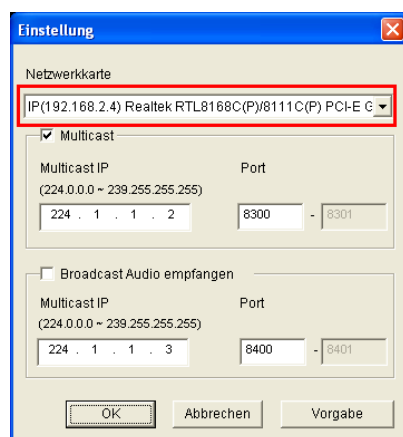 Einstellung
Netzwerkkarte
IP(192.168.2.4) Realtek RTL8168C(P)/8111C(P) PCI-E G
Multicast
Multicast IP Port
(224.0.0.0 ~ 239.255.255.255)
224 . 1 . 1 . 2 8300 - 8301
Broadcast Audio empfangen
Multicast IP Port
(224.0.0.0 ~ 239.255.255.255)
224 . 1 . 1 . 3 8400 - 8401
OK Abbrechen Vorgabe